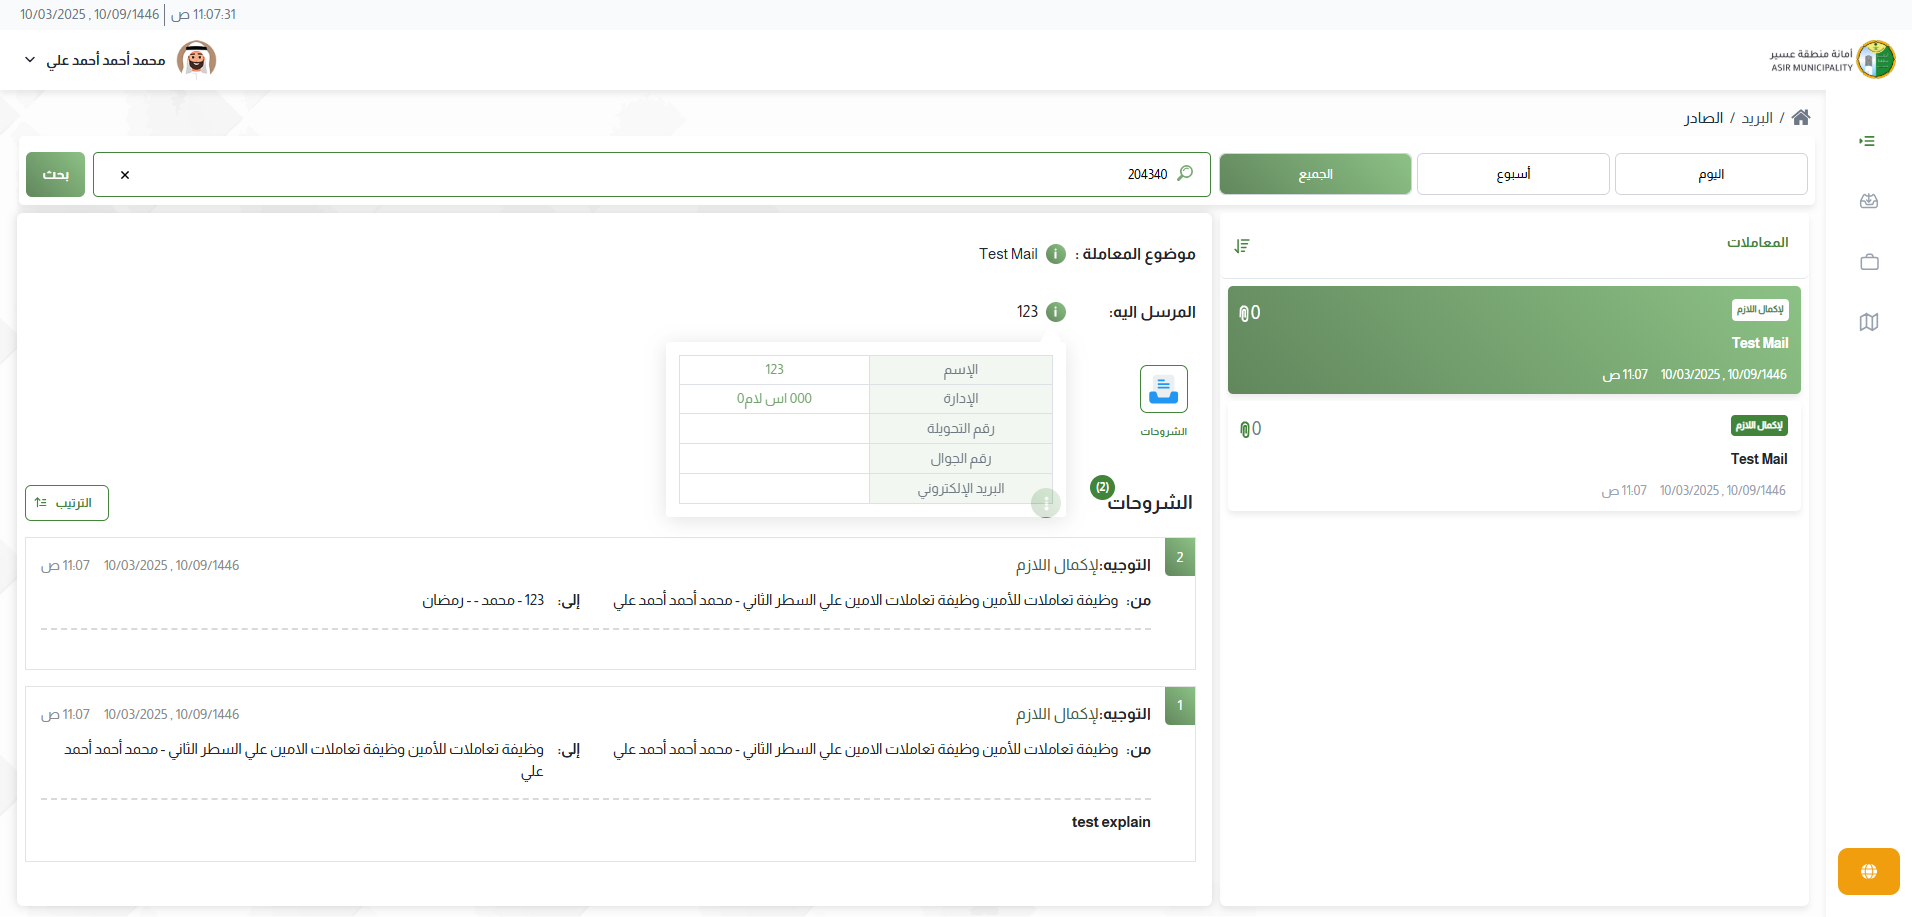 11:07:31 ص | 10/03/2025 , 10/09/1446
أمانة منطقة عسير
ASIR MUNICIPALITY
محمد أحمد أحمد علي
/ البريد / الصادر
اليوم
أسبوع
الجميع
204340
بحث
المعاملات
لإكمال اللازم
0
Test Mail
10/03/2025 , 10/09/1446 11:07 ص
لإكمال اللازم
0
Test Mail
10/03/2025 , 10/09/1446 11:07 ص
موضوع المعاملة : Test Mail
المرسل اليه: 123
الإسم 123
الإدارة 000 اس لام0
رقم التحويلة
رقم الجوال
البريد الإلكتروني
الشروحات
الشروحات (2)
الترتيب
2
التوجيه:لإكمال اللازم
10/03/2025 , 10/09/1446 11:07 ص
من: وظيفة تعاملات للأمين وظيفة تعاملات الامين علي السطر الثاني - محمد أحمد أحمد علي
إلى: 123 - محمد - - رمضان
1
التوجيه:لإكمال اللازم
10/03/2025 , 10/09/1446 11:07 ص
من: وظيفة تعاملات للأمين وظيفة تعاملات الامين علي السطر الثاني - محمد أحمد أحمد علي
إلى: وظيفة تعاملات للأمين وظيفة تعاملات الامين علي السطر الثاني - محمد أحمد أحمد
علي
test explain